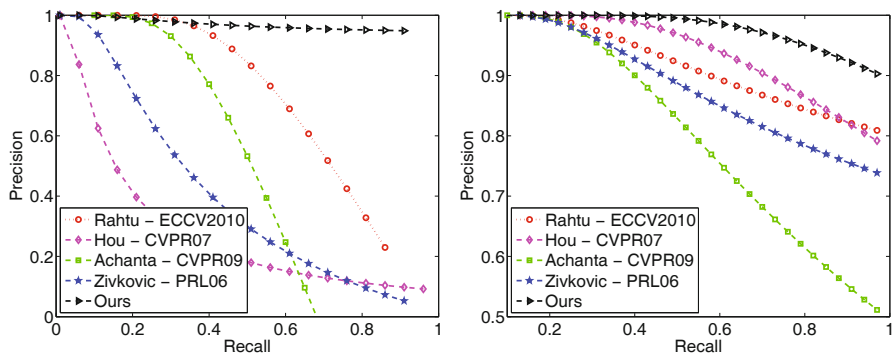 1
0.8
0.6
0.4
0.2
0
Precision
0
0.2
0.4
0.6
0.8
1
Recall
Rahtu − ECCV2010
Hou − CVPR07
Achanta − CVPR09
Zivkovic − PRL06
Ours
1
0.9
0.8
0.7
0.6
0.5
Precision
0.2
0.4
0.6
0.8
1
Recall
Rahtu − ECCV2010
Hou − CVPR07
Achanta − CVPR09
Zivkovic − PRL06
Ours